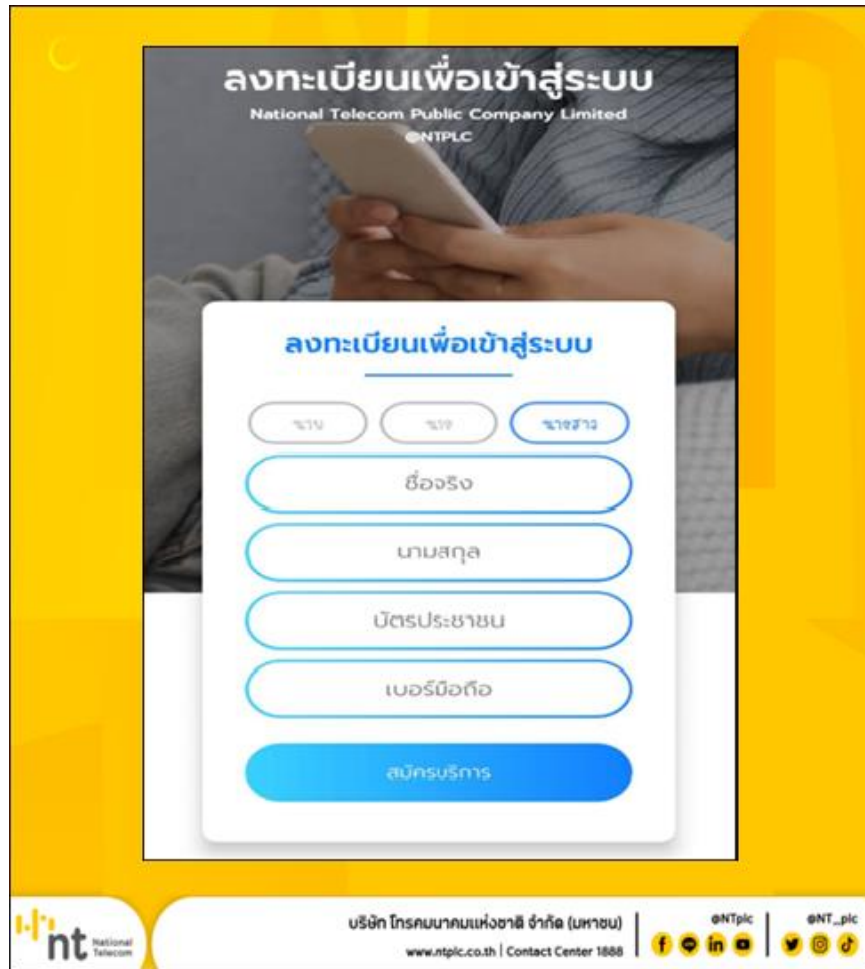 ลงทะเบียนเพื่อเข้าสู่ระบบ
National Telecom Public Company Limited
@NTPLC
ลงทะเบียนเพื่อเข้าสู่ระบบ
นาย นาง นางสาว
ชื่อจริง
นามสกุล
บัตรประชาชน
เบอร์มือถือ
สมัครบริการ
nt National Telecom
บริษัท โทรคมนาคมแห่งชาติ จำกัด (มหาชน)
www.ntplc.co.th | Contact Center 1888
@NTplc
@NT_plc